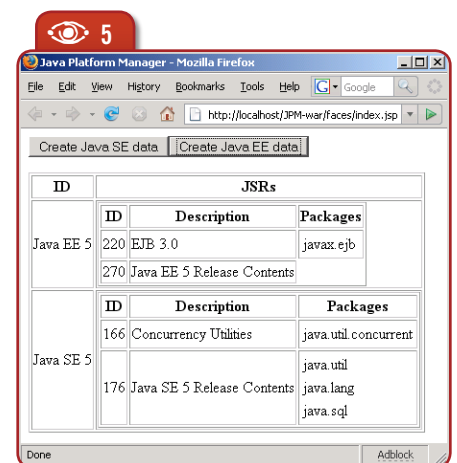 5
Java Platform Manager - Mozilla Firefox
File Edit View History Bookmarks Tools Help G Google
http://localhost/JPM-war/faces/index.jsp
Create Java SE data Create Java EE data
ID JSRs
Java EE 5
ID Description Packages
220 EJB 3.0 javax.ejb
270 Java EE 5 Release Contents
Java SE 5
ID Description Packages
166 Concurrency Utilities java.util.concurrent
176 Java SE 5 Release Contents
java.util
java.lang
java.sql
Done Adblock